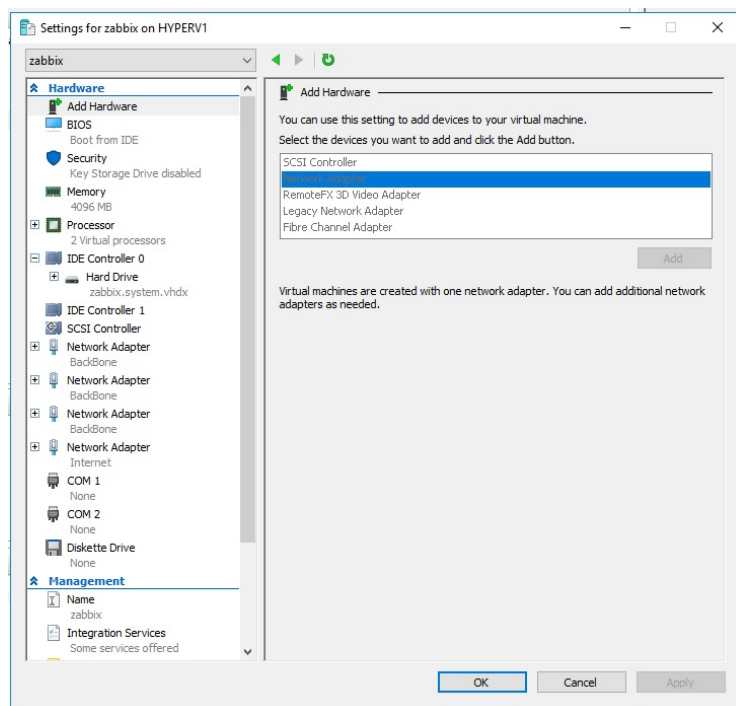 Settings for zabbix on HYPERV1
zabbix
Hardware
Add Hardware
BIOS
Boot from IDE
Security
Key Storage Drive disabled
Memory
4096 MB
Processor
2 Virtual processors
IDE Controller 0
Hard Drive
zabbix.system.vhdx
IDE Controller 1
SCSI Controller
Network Adapter
BackBone
Network Adapter
BackBone
Network Adapter
BackBone
Network Adapter
Internet
COM 1
None
COM 2
None
Diskette Drive
None
Management
Name
zabbix
Integration Services
Some services offered
Add Hardware
You can use this setting to add devices to your virtual machine.
Select the devices you want to add and click the Add button.
SCSI Controller
Network Adapter
RemoteFX 3D Video Adapter
Legacy Network Adapter
Fibre Channel Adapter
Add
Virtual machines are created with one network adapter. You can add additional network
adapters as needed.
OK
Cancel
Apply